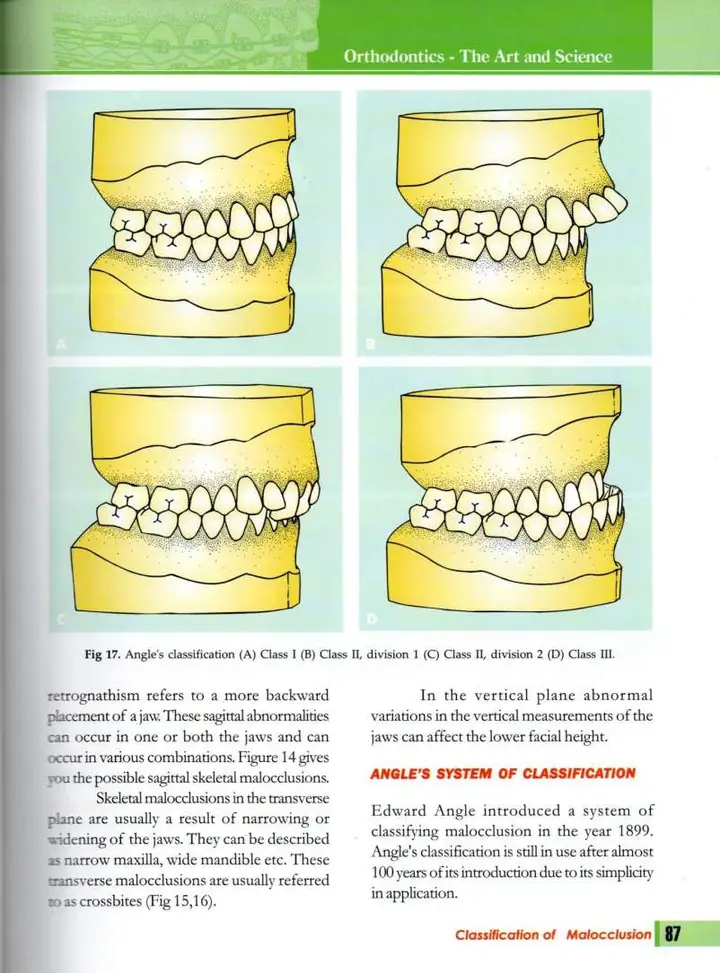 Orthodontics - The Art and Science
A
B
C
D
Fig 17. Angle's classification (A) Class I (B) Class II, division 1 (C) Class II, division 2 (D) Class III.
retrognathism refers to a more backward
placement of a jaw. These sagittal abnormalities
can occur in one or both the jaws and can
occur in various combinations. Figure 14 gives
you the possible sagittal skeletal malocclusions.
Skeletal malocclusions in the transverse
plane are usually a result of narrowing or
widening of the jaws. They can be described
as narrow maxilla, wide mandible etc. These
transverse malocclusions are usually referred
to as crossbites (Fig 15,16).
In the vertical plane abnormal
variations in the vertical measurements of the
jaws can affect the lower facial height.
ANGLE'S SYSTEM OF CLASSIFICATION
Edward Angle introduced a system of
classifying malocclusion in the year 1899.
Angle's classification is still in use after almost
100 years of its introduction due to its simplicity
in application.
Classification of Malocclusion 87